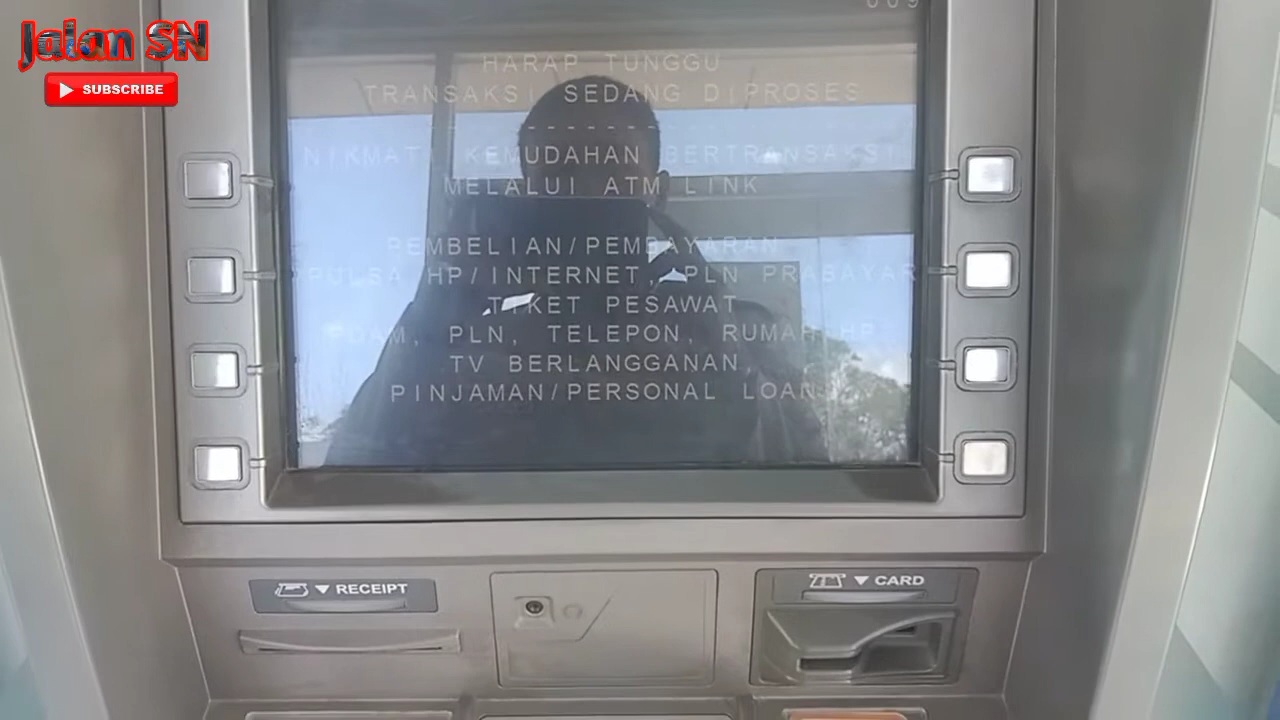 Jalan SN
SUBSCRIBE
009
HARAP TUNGGU
TRANSAKSI SEDANG DIPROSES
--------------------
NIKMATI KEMUDAHAN BERTRANSAKSI
MELALUI ATM LINK
PEMBELIAN/PEMBAYARAN
PULSA HP/INTERNET, PLN PRABAYAR
TIKET PESAWAT
PDAM, PLN, TELEPON, RUMAH HP
TV BERLANGGANAN
PINJAMAN/PERSONAL LOAN
RECEIPT
CARD